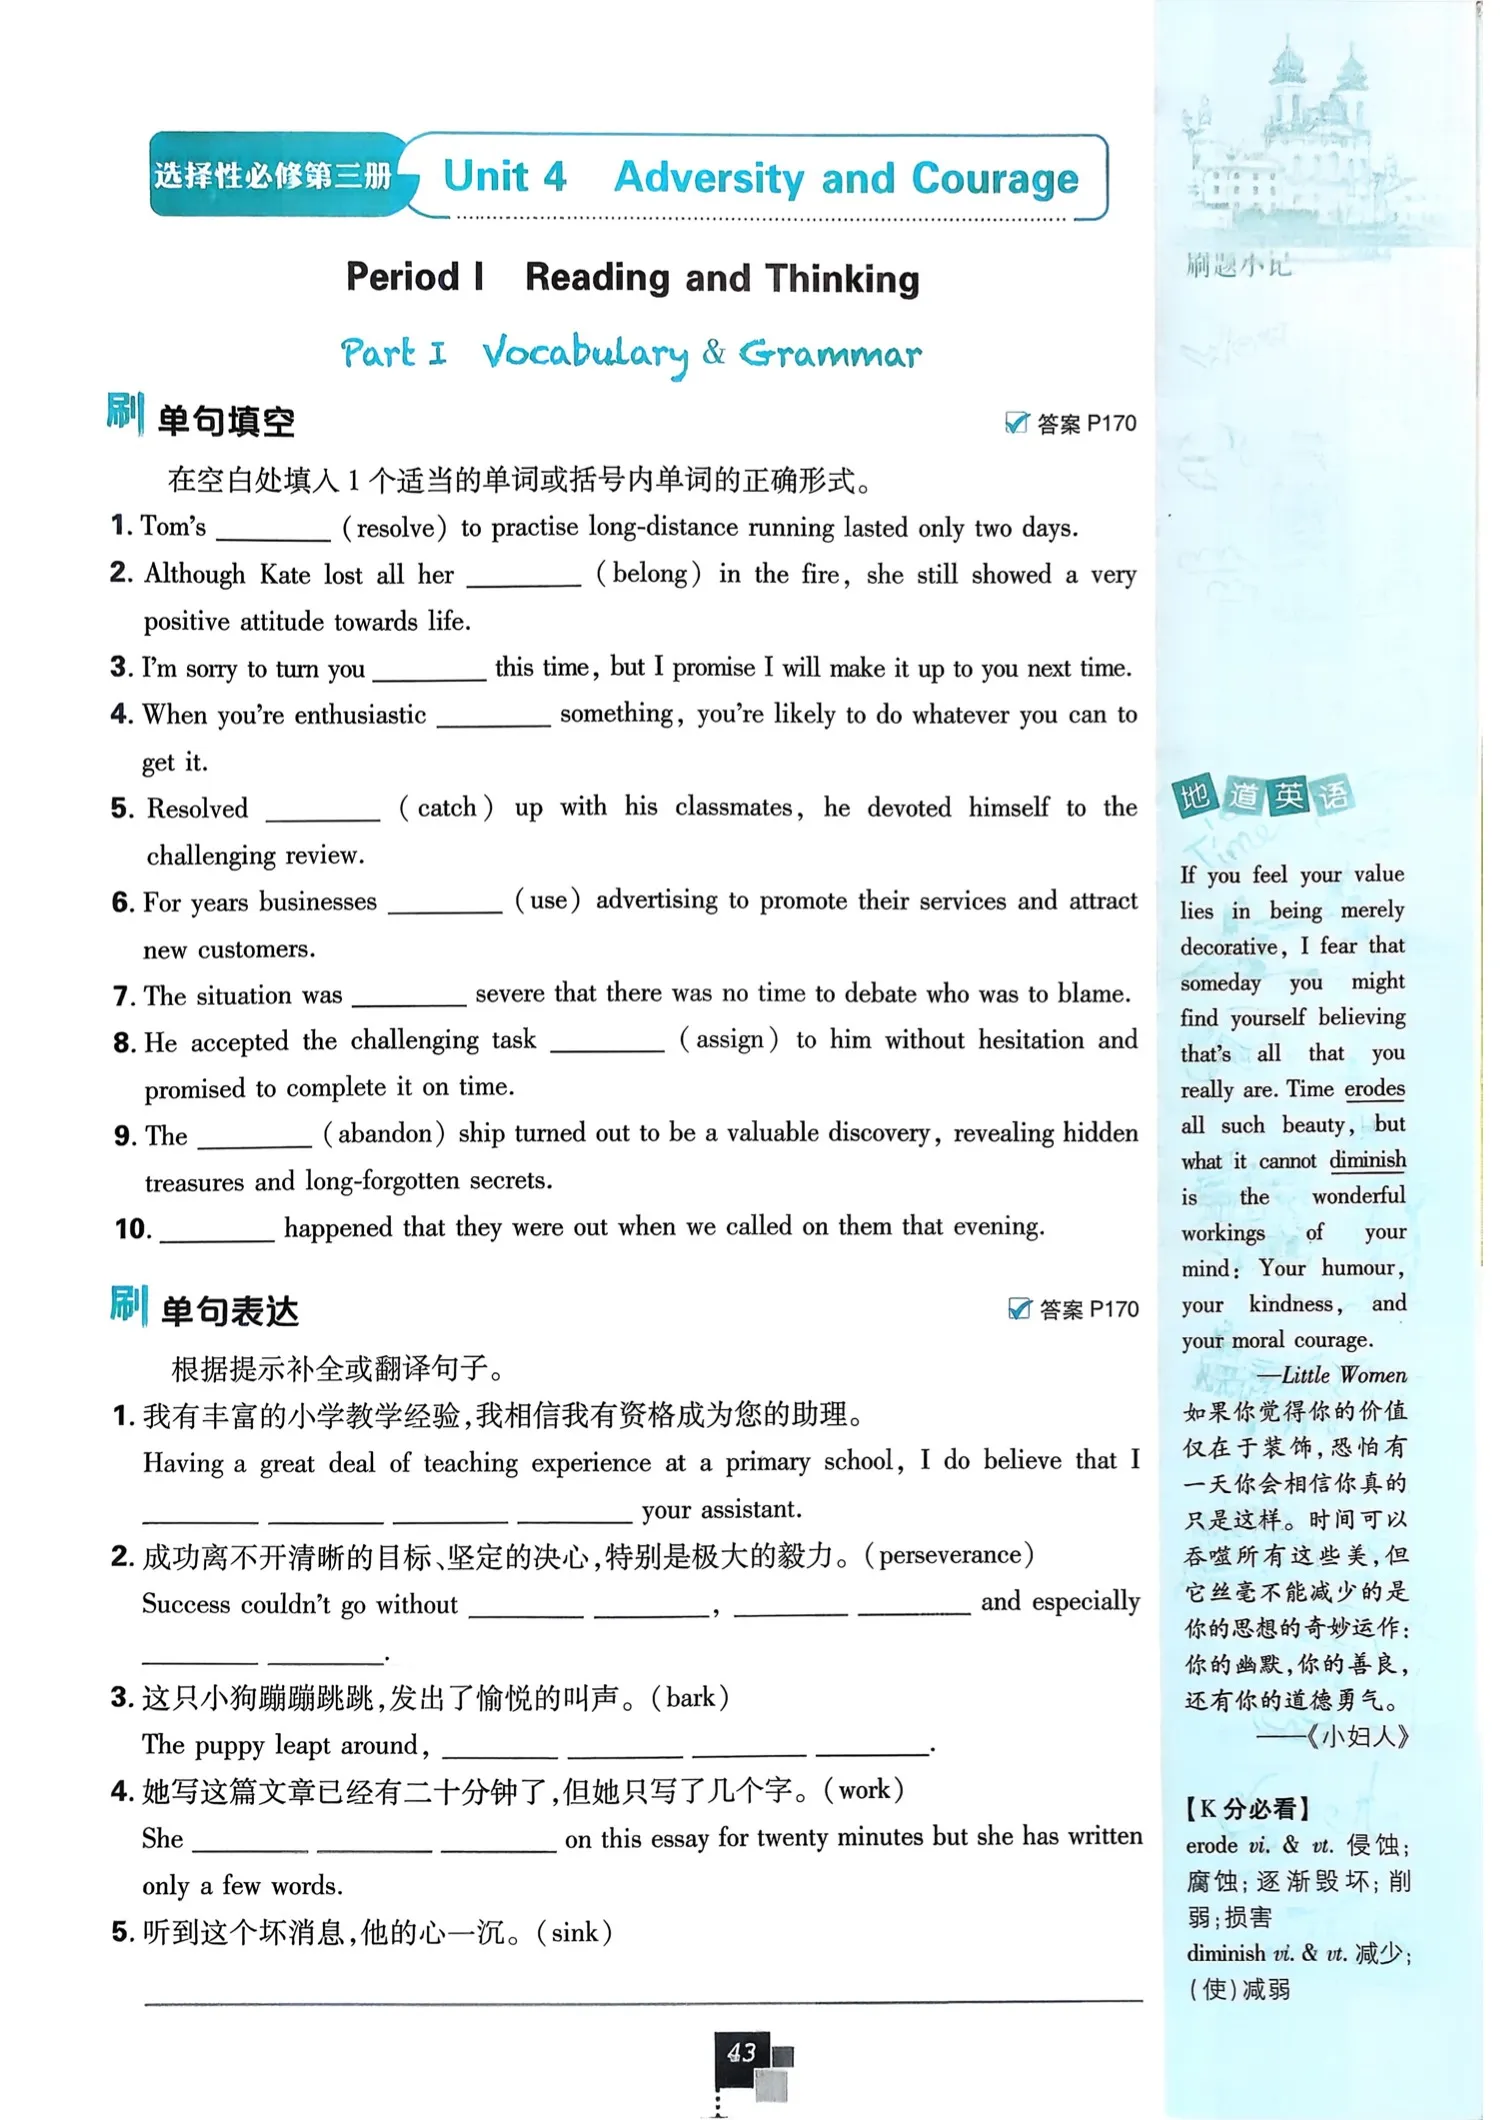 选择性必修第三册 Unit 4 Adversity and Courage
Period I Reading and Thinking
Part I Vocabulary & Grammar
刷 单句填空 答案 P170
在空白处填入 1 个适当的单词或括号内单词的正确形式。
1. Tom's ________ (resolve) to practise long-distance running lasted only two days.
2. Although Kate lost all her ________ (belong) in the fire, she still showed a very
positive attitude towards life.
3. I'm sorry to turn you ________ this time, but I promise I will make it up to you next time.
4. When you're enthusiastic ________ something, you're likely to do whatever you can to
get it.
5. Resolved ________ (catch) up with his classmates, he devoted himself to the
challenging review.
6. For years businesses ________ (use) advertising to promote their services and attract
new customers.
7. The situation was ________ severe that there was no time to debate who was to blame.
8. He accepted the challenging task ________ (assign) to him without hesitation and
promised to complete it on time.
9. The ________ (abandon) ship turned out to be a valuable discovery, revealing hidden
treasures and long-forgotten secrets.
10. ________ happened that they were out when we called on them that evening.
刷 单句表达 答案 P170
根据提示补全或翻译句子。
1. 我有丰富的小学教学经验,我相信我有资格成为您的助理。
Having a great deal of teaching experience at a primary school, I do believe that I
________ ________ ________ ________ your assistant.
2. 成功离不开清晰的目标、坚定的决心,特别是极大的毅力。(perseverance)
Success couldn't go without ________ ________, ________ ________ and especially
________ ________.
3. 这只小狗蹦蹦跳跳,发出了愉悦的叫声。(bark)
The puppy leapt around, ________ ________ ________ ________.
4. 她写这篇文章已经有二十分钟了,但她只写了几个字。(work)
She ________ ________ ________ on this essay for twenty minutes but she has written
only a few words.
5. 听到这个坏消息,他的心一沉。(sink)
43
刷题小记
地道英语
If you feel your value
lies in being merely
decorative, I fear that
someday you might
find yourself believing
that's all that you
really are. Time erodes
all such beauty, but
what it cannot diminish
is the wonderful
workings of your
mind: Your humour,
your kindness, and
your moral courage.
—Little Women
如果你觉得你的价值
仅在于装饰,恐怕有
一天你会相信你真的
只是这样。时间可以
吞噬所有这些美,但
它丝毫不能减少的是
你的思想的奇妙运作:
你的幽默,你的善良,
还有你的道德勇气。
——《小妇人》
【K 分必看】
erode vi. & vt. 侵蚀;
腐蚀;逐渐毁坏;削
弱;损害
diminish vi. & vt. 减少;
(使)减弱